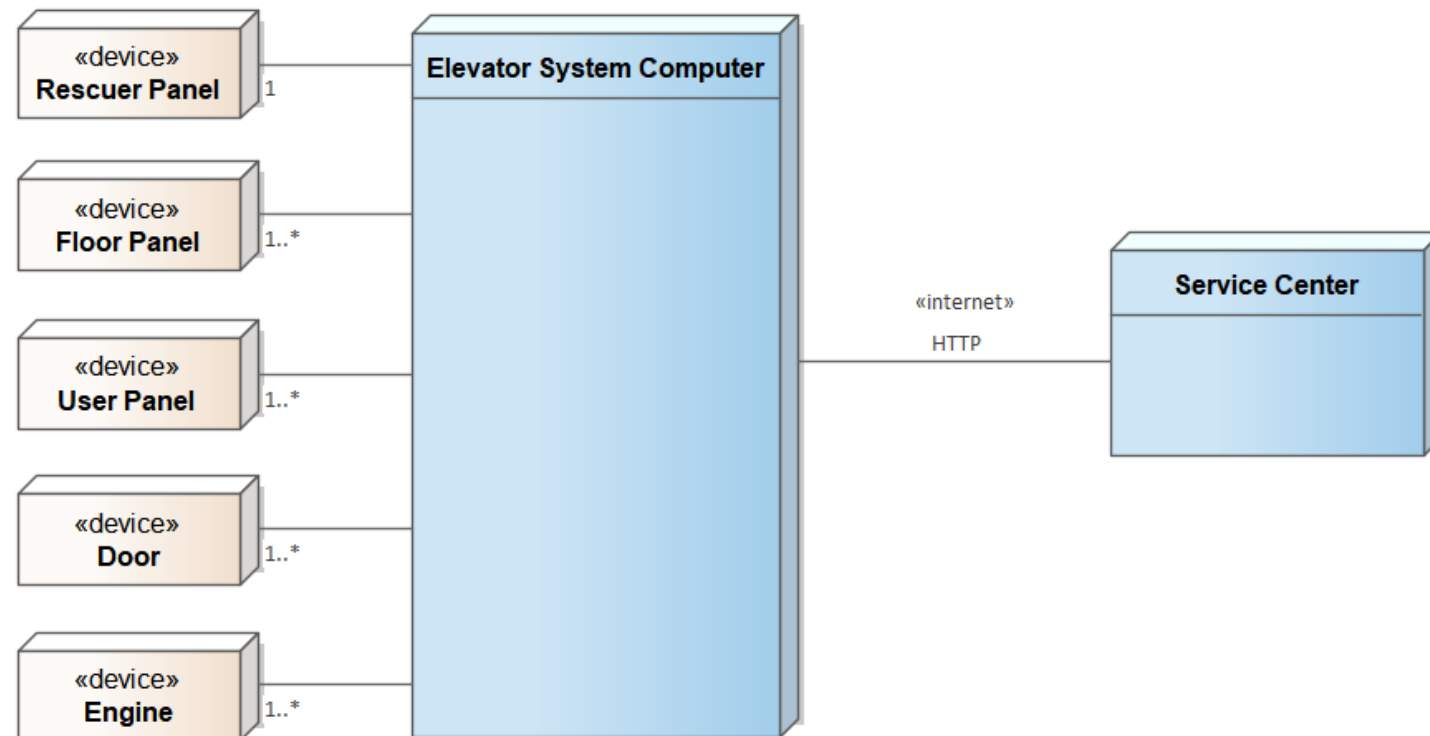 «device»
Rescuer Panel
1
Elevator System Computer
«device»
Floor Panel
1..*
«device»
User Panel
1..*
«device»
Door
1..*
«device»
Engine
1..*
«internet»
HTTP
Service Center